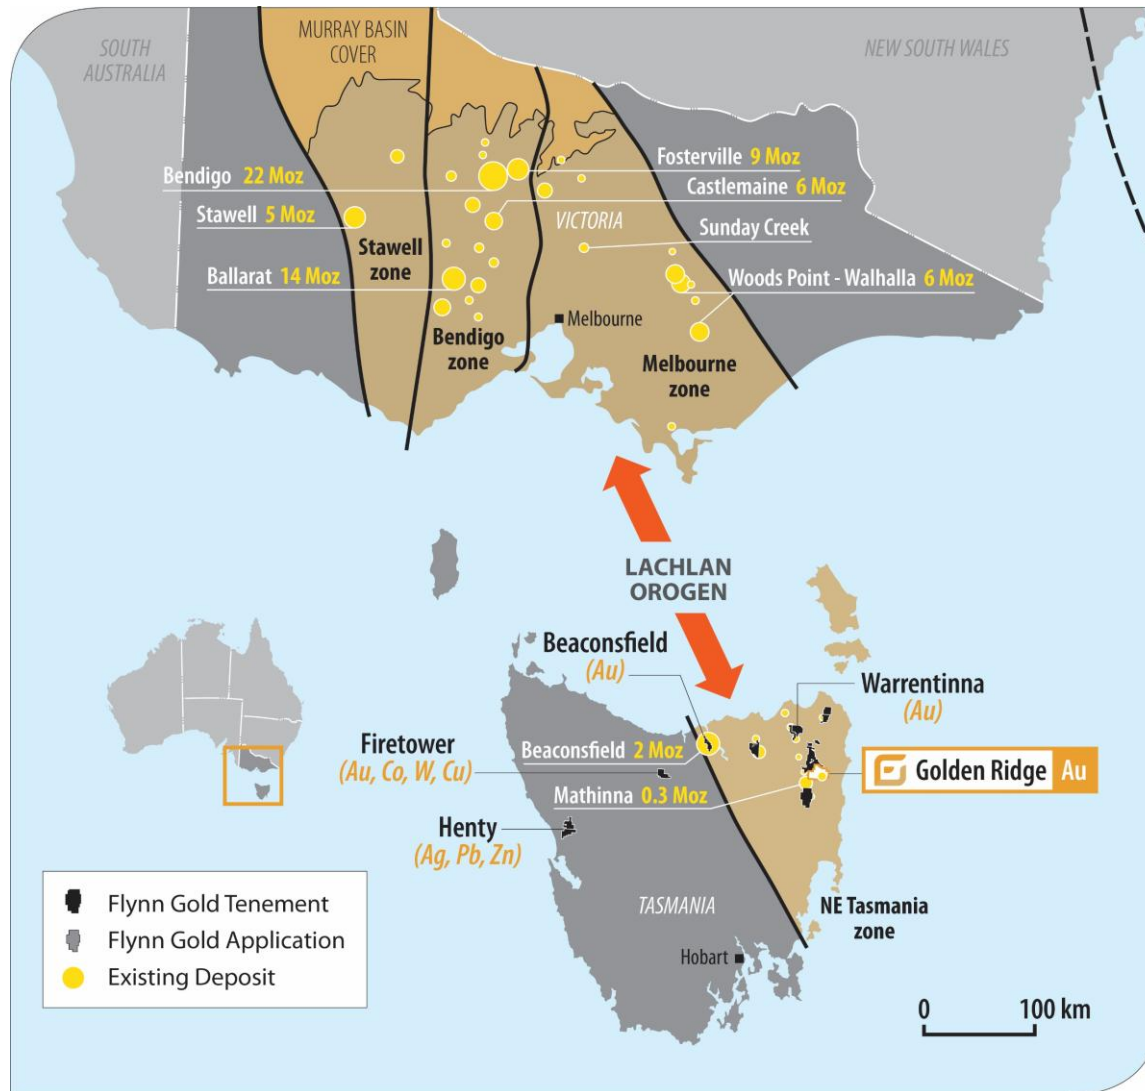 MURRAY BASIN
COVER
SOUTH
AUSTRALIA
NEW SOUTH WALES
Fosterville 9 Moz
Bendigo 22 Moz
Castlemaine 6 Moz
Stawell 5 Moz
VICTORIA
Sunday Creek
Stawell
zone
Ballarat 14 Moz
Woods Point - Walhalla 6 Moz
Melbourne
Bendigo
zone
Melbourne
zone
LACHLAN
OROGEN
Beaconsfield
(Au)
Warrentinna
(Au)
Firetower
(Au, Co, W, Cu)
Beaconsfield 2 Moz
Golden Ridge Au
Mathinna 0.3 Moz
Henty
(Ag, Pb, Zn)
TASMANIA
NE Tasmania
zone
Hobart
Flynn Gold Tenement
Flynn Gold Application
Existing Deposit
0 100 km